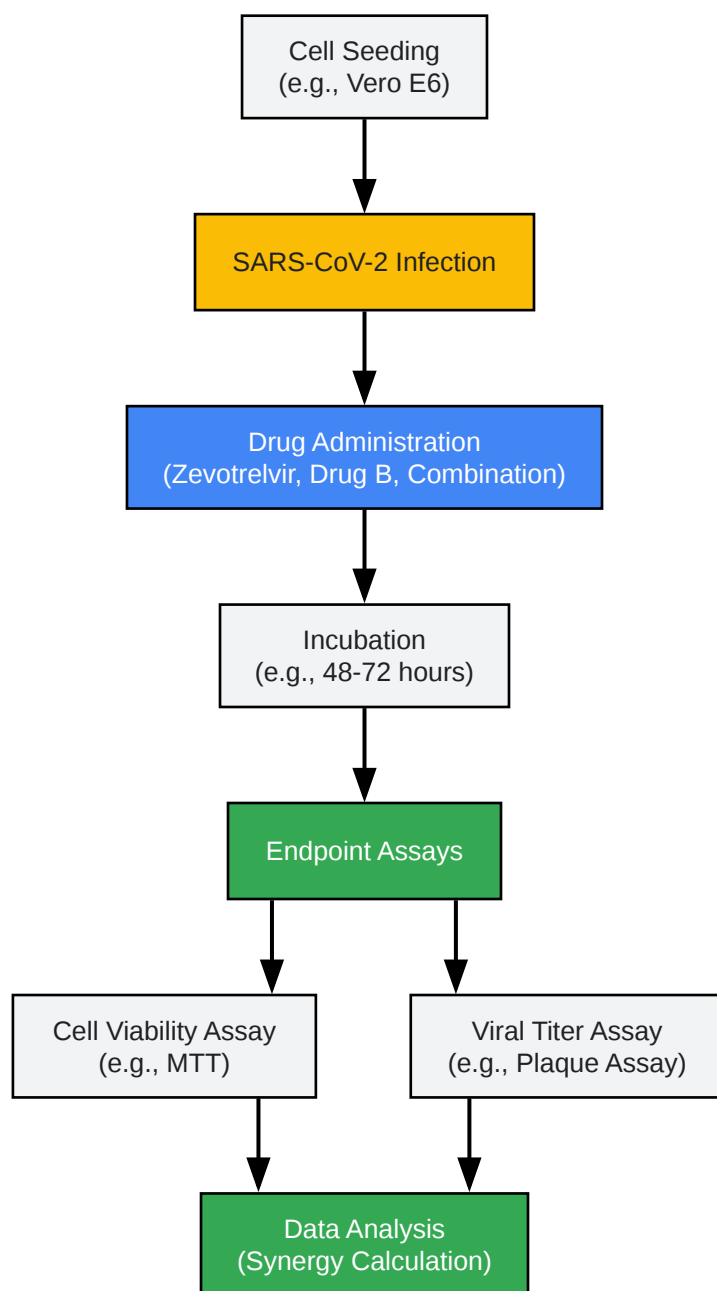 Cell Seeding
(e.g., Vero E6)
SARS-CoV-2 Infection
Drug Administration
(Zevotrelvir, Drug B, Combination)
Incubation
(e.g., 48-72 hours)
Endpoint Assays
Cell Viability Assay
(e.g., MTT)
Viral Titer Assay
(e.g., Plaque Assay)
Data Analysis
(Synergy Calculation)